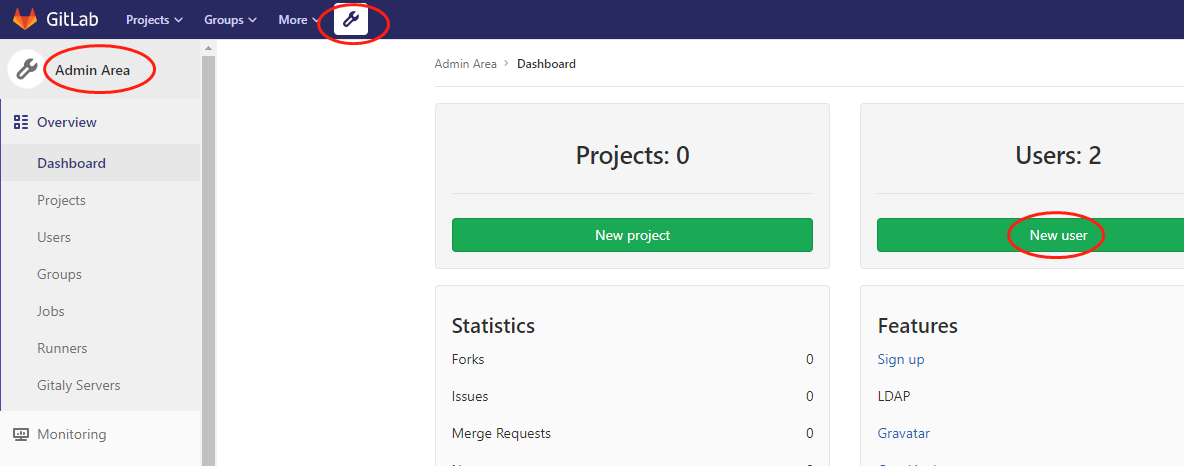 GitLab Projects Groups More
Admin Area
Admin Area > Dashboard
Overview
Dashboard
Projects
Users
Groups
Jobs
Runners
Gitaly Servers
Monitoring
Projects: 0
New project
Users: 2
New user
Statistics
Forks 0
Issues 0
Merge Requests 0
Features
Sign up
LDAP
Gravatar